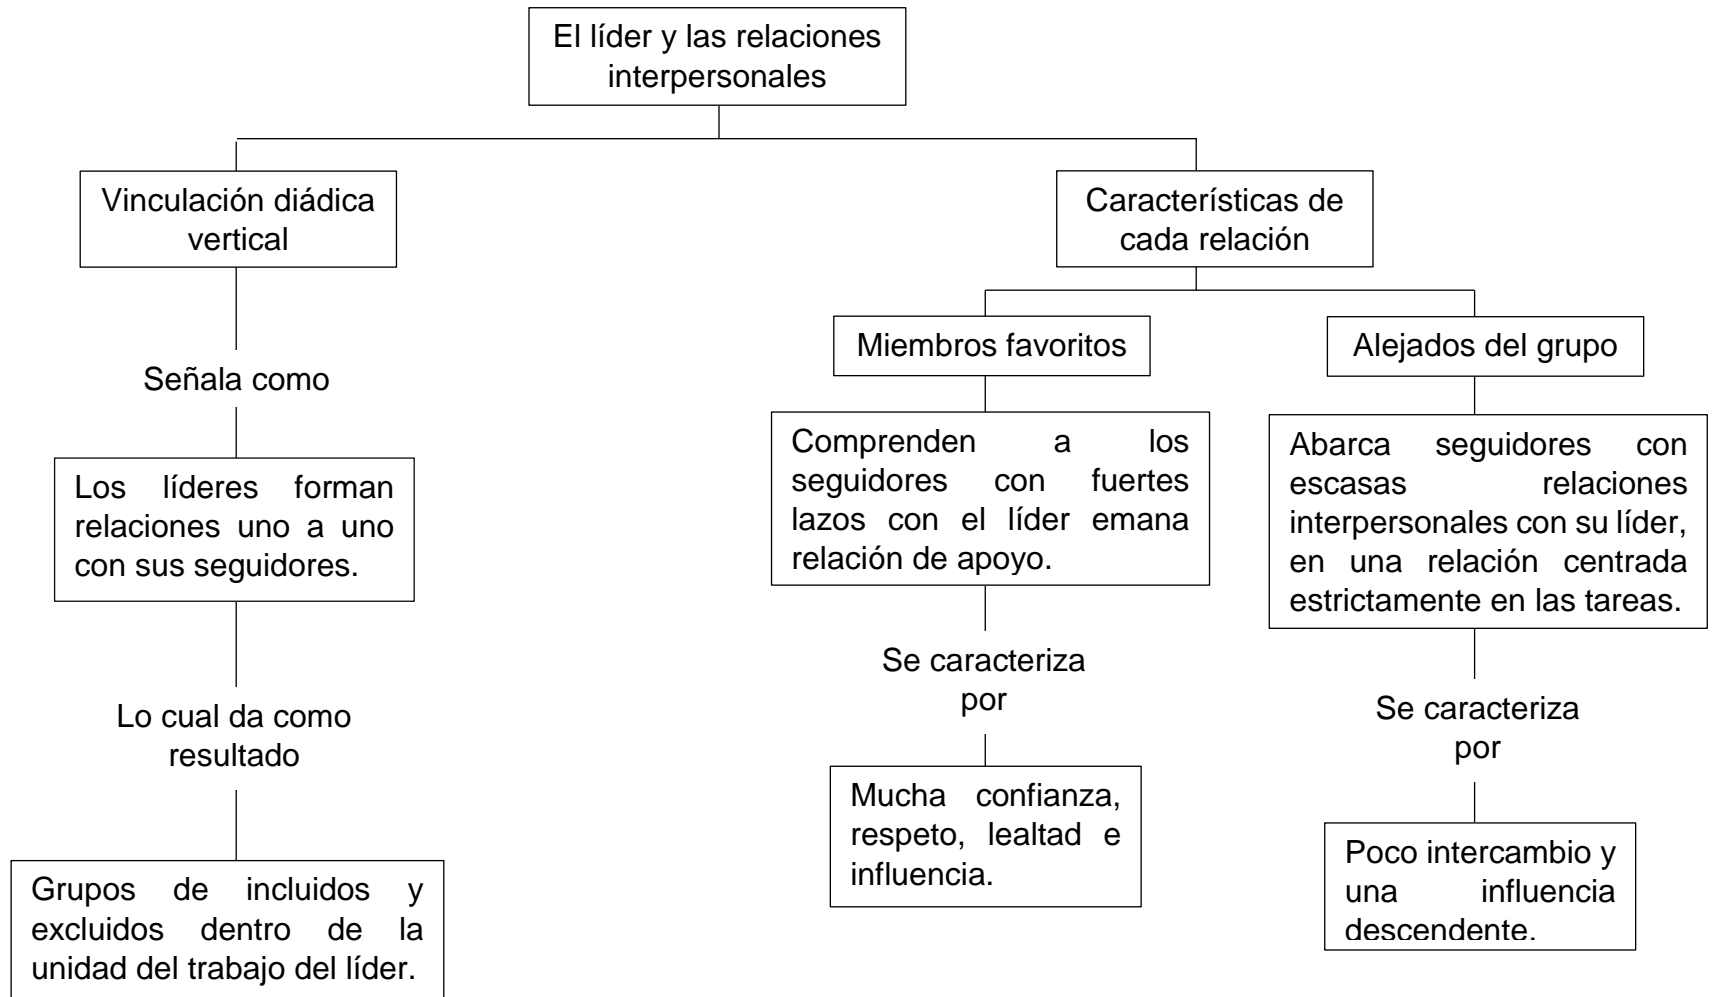 El líder y las relaciones
interpersonales
Vinculación diádica
vertical
Señala como
Los líderes forman
relaciones uno a uno
con sus seguidores.
Lo cual da como
resultado
Grupos de incluidos y
excluidos dentro de la
unidad del trabajo del líder.
Características de
cada relación
Miembros favoritos
Comprenden a los
seguidores con fuertes
lazos con el líder emana
relación de apoyo.
Se caracteriza
por
Mucha confianza,
respeto, lealtad e
influencia.
Alejados del grupo
Abarca seguidores con
escasas relaciones
interpersonales con su líder,
en una relación centrada
estrictamente en las tareas.
Se caracteriza
por
Poco intercambio y
una influencia
descendente.